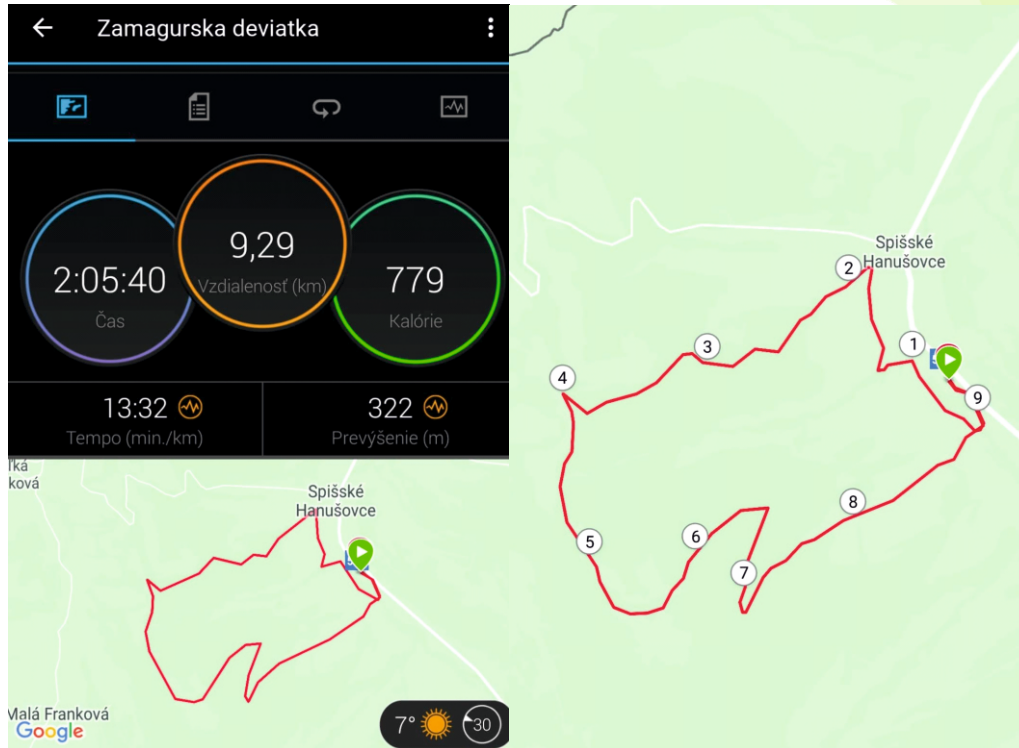 Zamagurska deviatka
9,29
Vzdialenosť (km)
2:05:40
Čas
779
Kalórie
13:32
Tempo (min./km)
322
Prevýšenie (m)
ková
Spišské
Hanušovce
Malá Franková
Google
7°
30
Spišské
Hanušovce
2
1
3
4
9
8
6
5
7